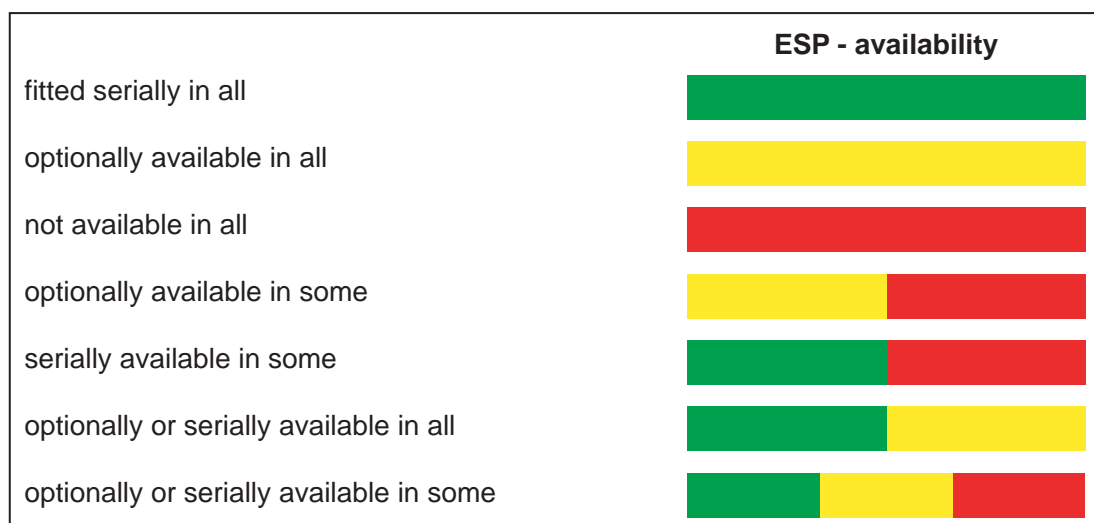 ESP - availability
fitted serially in all
optionally available in all
not available in all
optionally available in some
serially available in some
optionally or serially available in all
optionally or serially available in some